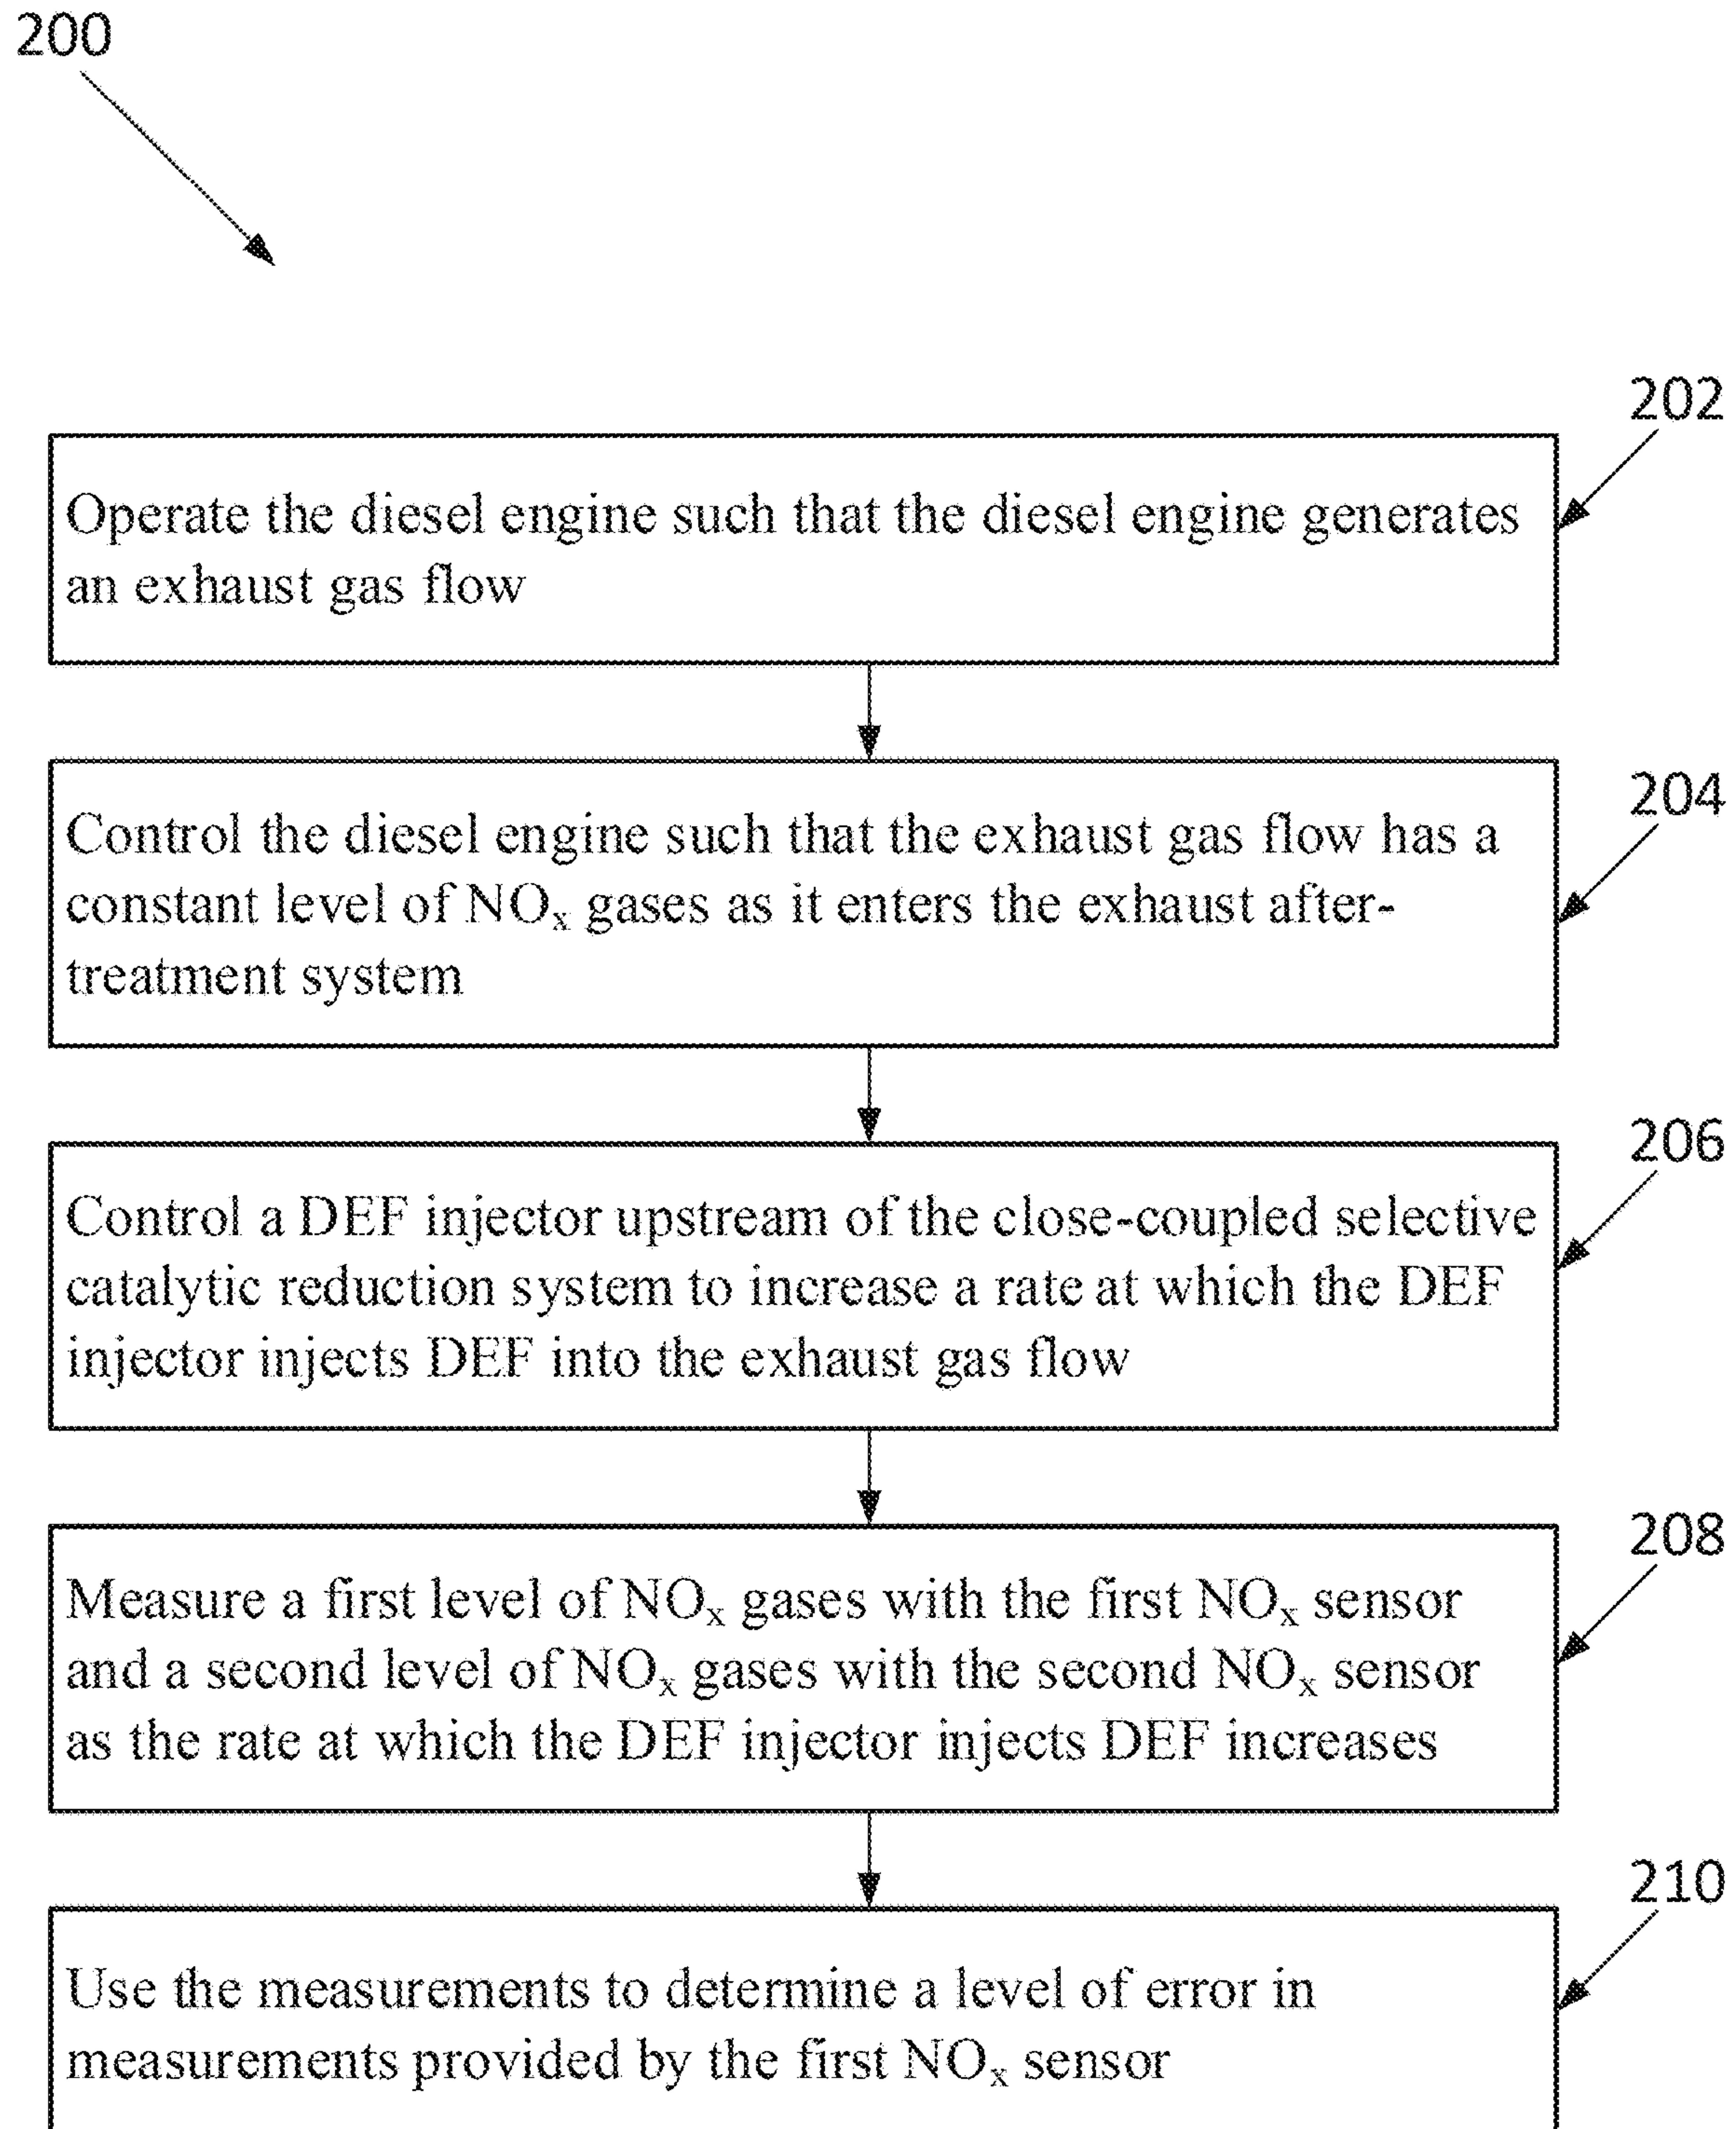 200
202
Operate the diesel engine such that the diesel engine generates
an exhaust gas flow
204
Control the diesel engine such that the exhaust gas flow has a
constant level of NOx gases as it enters the exhaust after-
treatment system
206
Control a DEF injector upstream of the close-coupled selective
catalytic reduction system to increase a rate at which the DEF
injector injects DEF into the exhaust gas flow
208
Measure a first level of NOx gases with the first NOx sensor
and a second level of NOx gases with the second NOx sensor
as the rate at which the DEF injector injects DEF increases
210
Use the measurements to determine a level of error in
measurements provided by the first NOx sensor